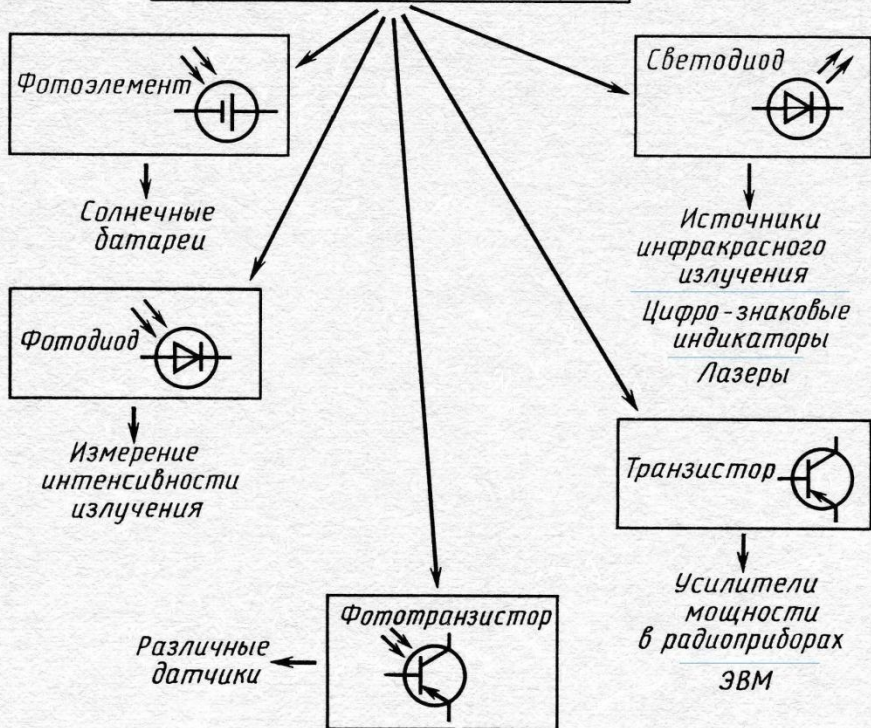 Фотоэлемент
Солнечные
батареи
Фотодиод
Измерение
интенсивности
излучения
Различные
датчики
Фототранзистор
Светодиод
Источники
инфракрасного
излучения
Цифро-знаковые
индикаторы
Лазеры
Транзистор
Усилители
мощности
в радиоприборах
ЭВМ